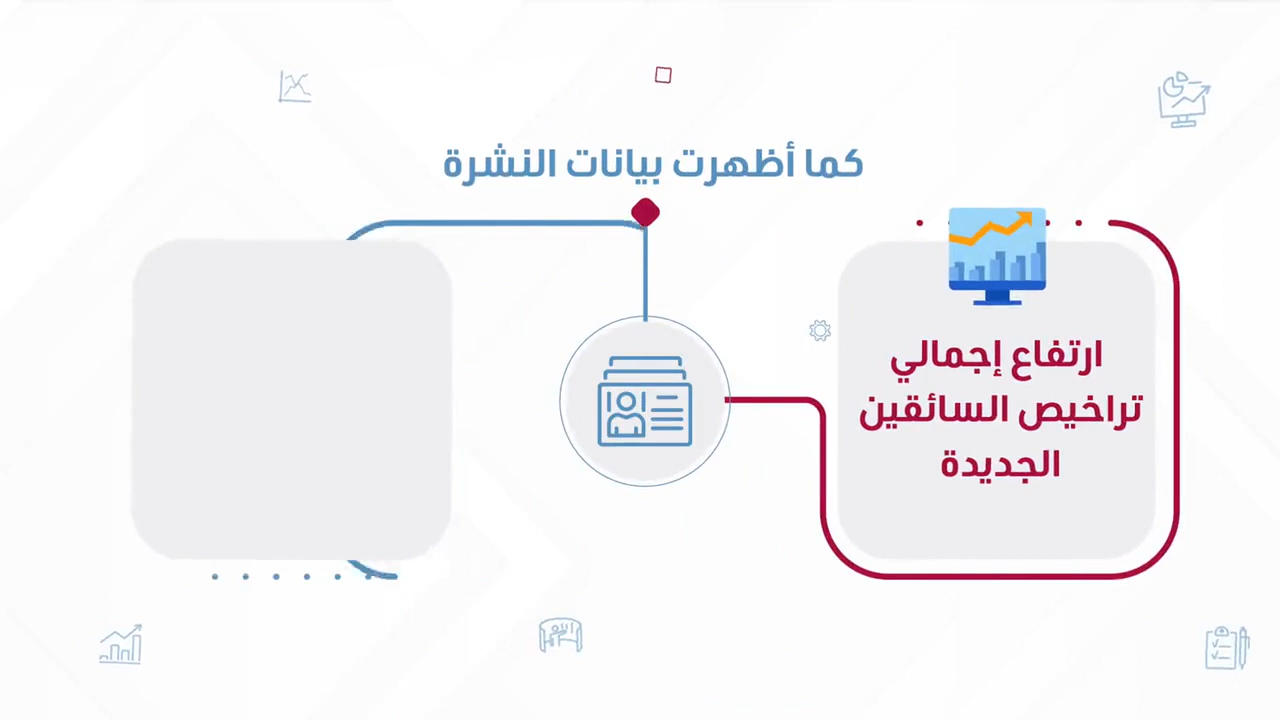 كما أظهرت بيانات النشرة
ارتفاع إجمالي
تراخيص السائقين
الجديدة